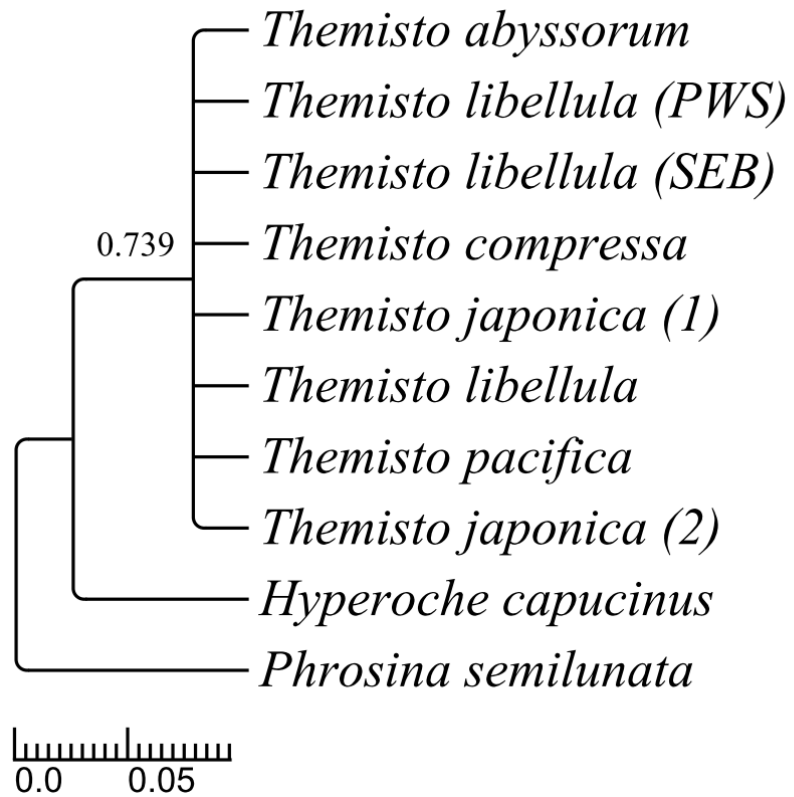 Themisto abyssorum
Themisto libellula (PWS)
Themisto libellula (SEB)
0.739
Themisto compressa
Themisto japonica (1)
Themisto libellula
Themisto pacifica
Themisto japonica (2)
Hyperoche capucinus
Phrosina semilunata
0.0 0.05